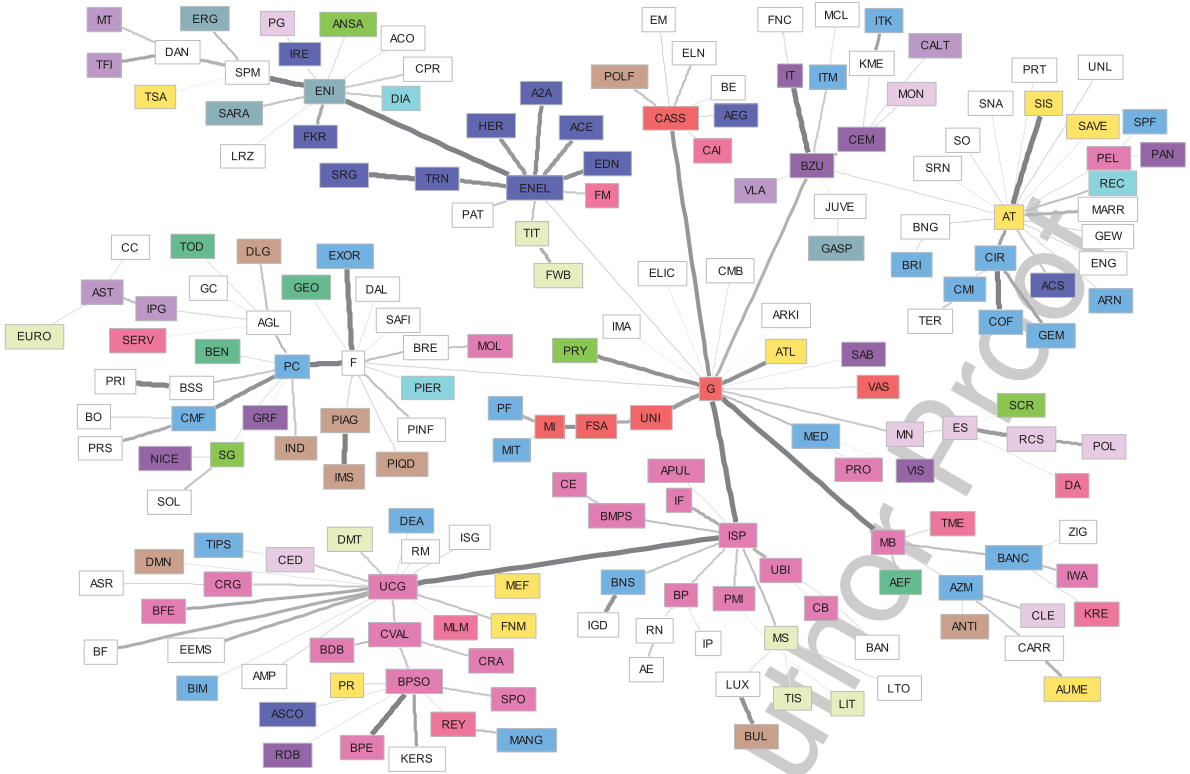 MT
ERG
PG
ANSA
EM
FNC
MCL
ITK
DAN
IRE
ACO
ELN
KME
CALT
TFI
SPM
CPR
POLF
BE
IT
ITM
PRT
UNL
TSA
ENI
DIA
A2A
MON
SNA
SIS
SARA
HER
ACE
CASS
AEG
CEM
SO
SAVE
SPF
FKR
CAI
BZU
SRN
PEL
PAN
LRZ
EDN
REC
SRG
TRN
ENEL
FM
VLA
MARR
PAT
JUVE
AT
TIT
BNG
GEW
GASP
CC
TOD
DLG
EXOR
FWB
ELIC
CMB
BRI
CIR
ENG
AST
GC
GEO
DAL
CMI
ACS
ARN
IPG
AGL
SAFI
IMA
ARKI
TER
COF
GEM
EURO
SERV
BEN
BRE
MOL
PRY
ATL
SAB
PRI
BSS
PC
F
PIER
G
VAS
BO
CMF
GRF
PIAG
PINF
PF
MI
FSA
UNI
MED
MN
ES
SCR
PRS
NICE
SG
IND
PIQD
MIT
RCS
POL
IMS
PRO
VIS
SOL
CE
APUL
DA
DEA
BMPS
IF
TIPS
DMT
RM
ISG
ISP
MB
TME
ZIG
DMN
CED
BANC
ASR
CRG
UCG
MEF
BNS
UBI
AEF
AZM
IWA
BFE
MLM
FNM
BP
PMI
CB
CLE
KRE
BF
EEMS
CVAL
IGD
RN
IP
MS
BAN
ANTI
CARR
BDB
CRA
AE
BIM
AMP
PR
BPSO
SPO
LUX
TIS
LIT
LTO
AUME
ASCO
REY
MANG
BUL
RDB
BPE
KERS